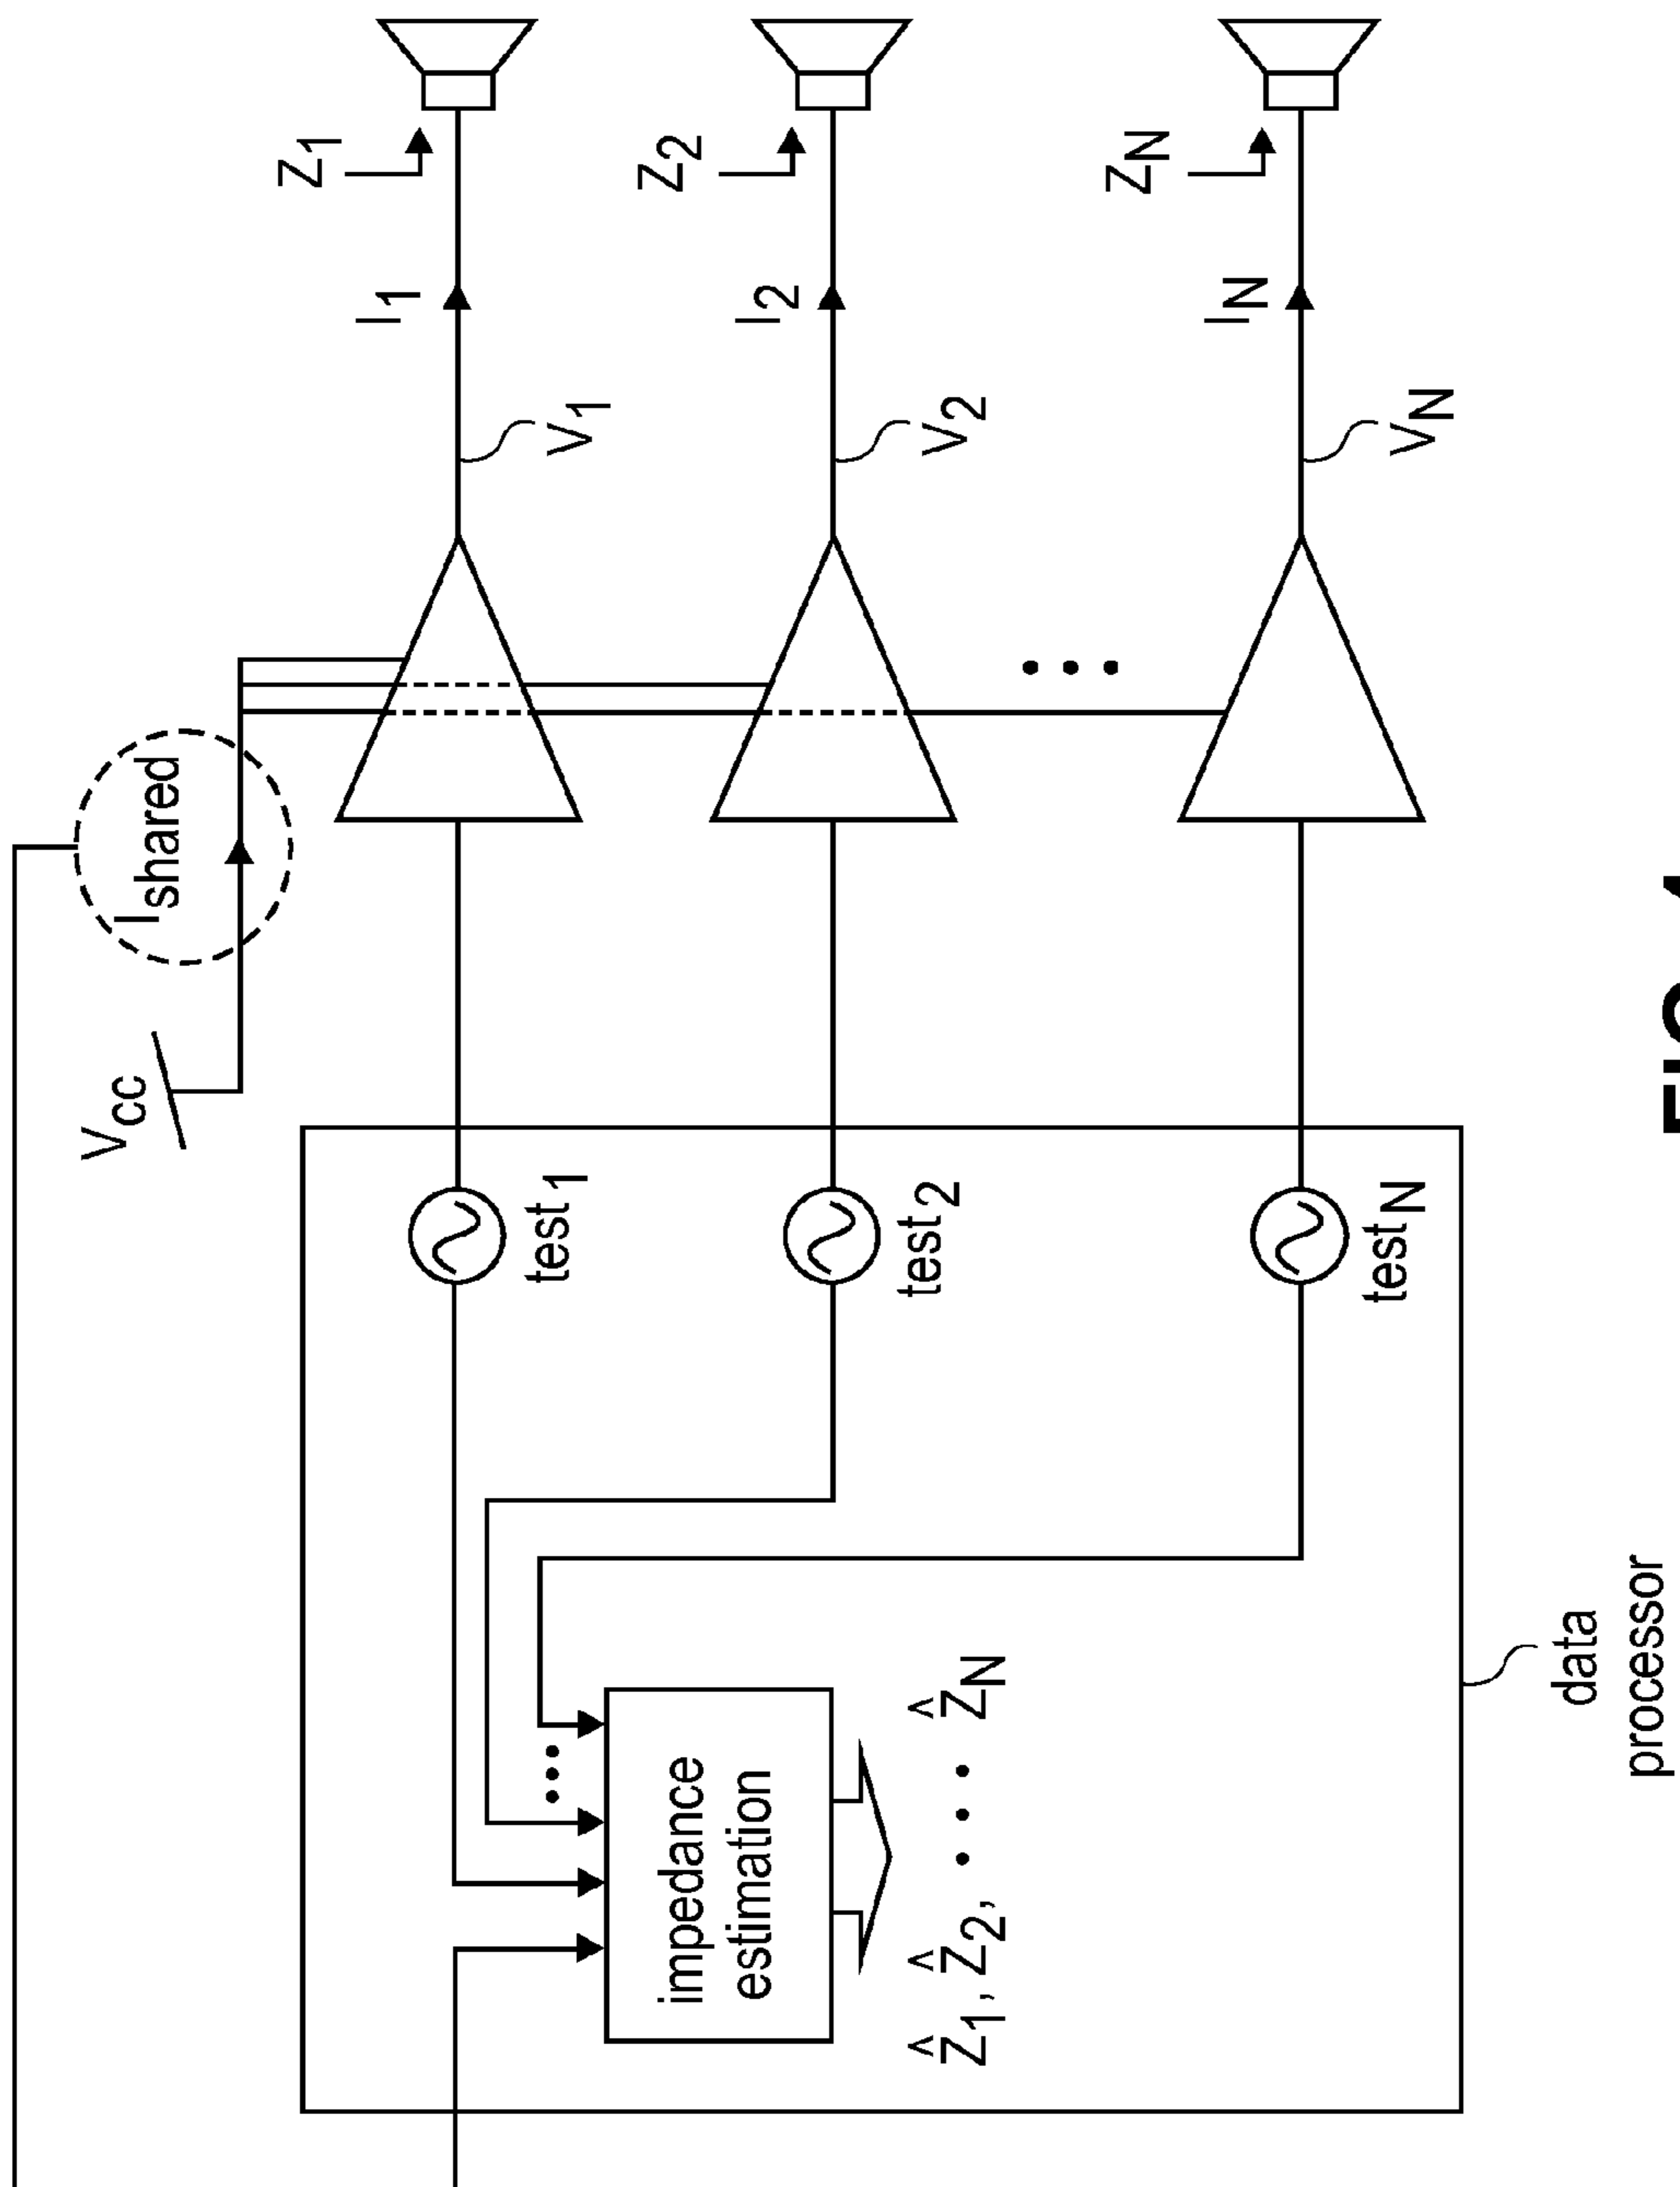 Vcc
Ishared
Z1
I1
V1
Z2
I2
V2
ZN
IN
VN
test1
test2
testN
impedance
estimation
Ẑ1, Ẑ2, • • • ẐN
data
processor